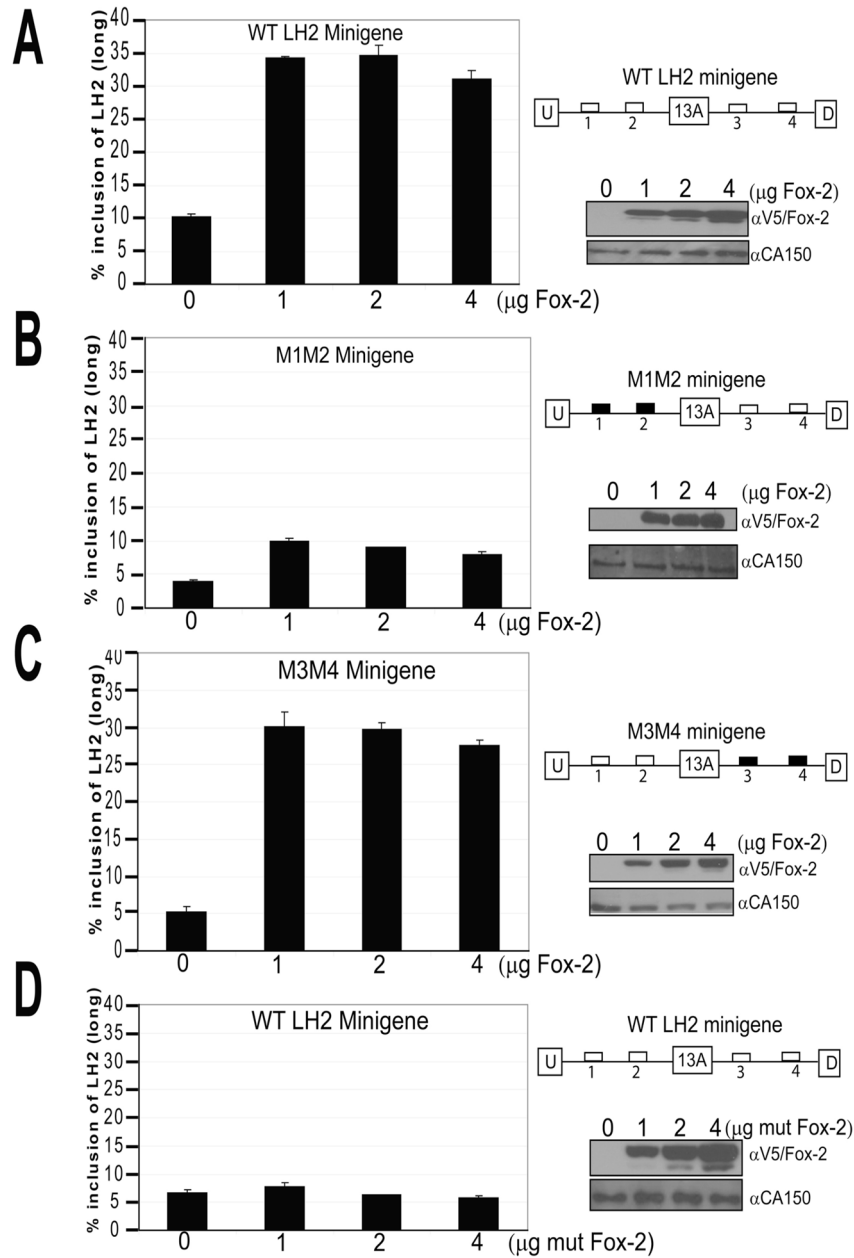 A
% inclusion of LH2 (long)
40
35
30
25
20
15
10
5
0
WT LH2 Minigene
0 1 2 4 (μg Fox-2)
WT LH2 minigene
U 1 2 13A 3 4 D
0 1 2 4 (μg Fox-2)
αV5/Fox-2
αCA150
B
% inclusion of LH2 (long)
40
35
30
25
20
15
10
5
0
M1M2 Minigene
0 1 2 4 (μg Fox-2)
M1M2 minigene
U 1 2 13A 3 4 D
0 1 2 4 (μg Fox-2)
αV5/Fox-2
αCA150
C
% inclusion of LH2 (long)
40
35
30
25
20
15
10
5
0
M3M4 Minigene
0 1 2 4 (μg Fox-2)
M3M4 minigene
U 1 2 13A 3 4 D
0 1 2 4 (μg Fox-2)
αV5/Fox-2
αCA150
D
% inclusion of LH2 (long)
40
35
30
25
20
15
10
5
0
WT LH2 Minigene
0 1 2 4 (μg mut Fox-2)
WT LH2 minigene
U 1 2 13A 3 4 D
0 1 2 4 (μg mut Fox-2)
αV5/Fox-2
αCA150